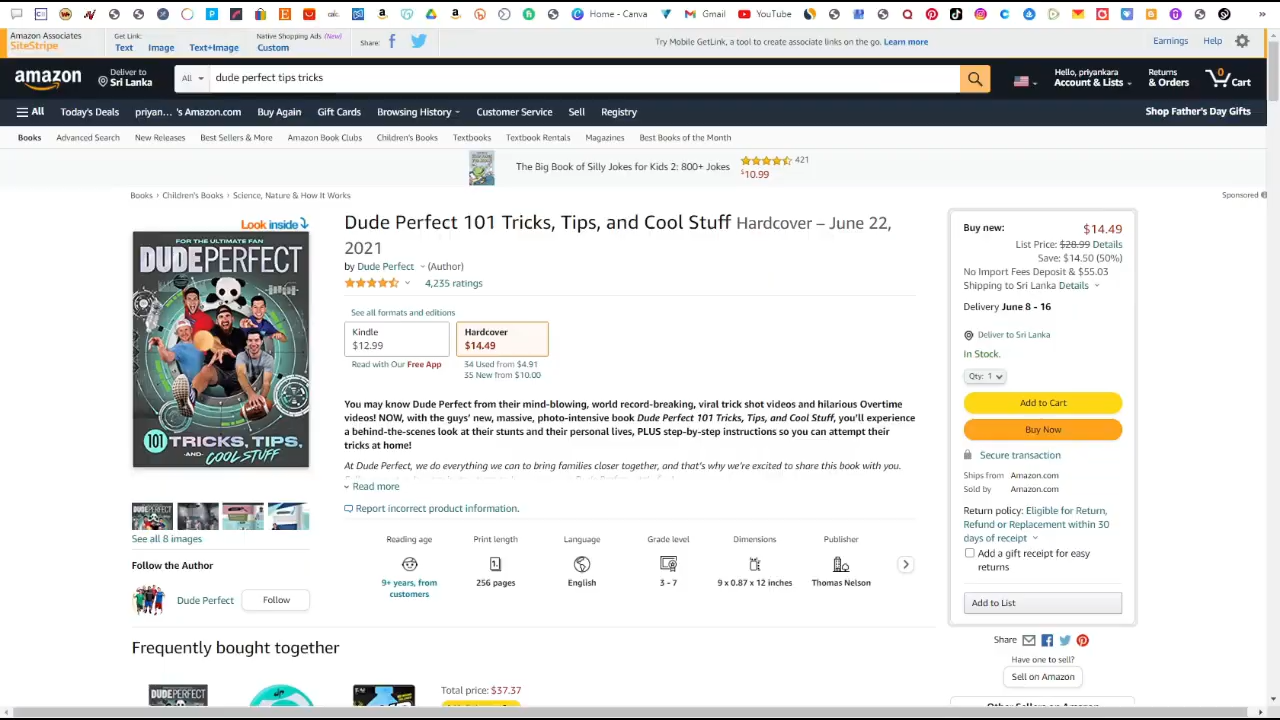 Home - Canva
Gmail
YouTube
Amazon Associates
SiteStripe
Get Link:
Text Image Text+Image
Native Shopping Ads (New)
Custom
Share:
Try Mobile GetLink, a tool to create associate links on the go. Learn more
Earnings Help
amazon
Deliver to
Sri Lanka
All
dude perfect tips tricks
Hello, priyankara
Account & Lists
Returns
& Orders
0
Cart
All Today's Deals priyan... 's Amazon.com Buy Again Gift Cards Browsing History Customer Service Sell Registry
Shop Father's Day Gifts
Books Advanced Search New Releases Best Sellers & More Amazon Book Clubs Children's Books Textbooks Textbook Rentals Magazines Best Books of the Month
The Big Book of Silly Jokes for Kids 2: 800+ Jokes
421
$10.99
Books › Children's Books › Science, Nature & How It Works
Sponsored
Look inside
FOR THE ULTIMATE FAN
DUDEPERFECT
101 TRICKS, TIPS,
AND COOL STUFF
See all 8 images
Follow the Author
Dude Perfect
Follow
Dude Perfect 101 Tricks, Tips, and Cool Stuff Hardcover – June 22,
2021
by Dude Perfect (Author)
4,235 ratings
See all formats and editions
Kindle
$12.99
Read with Our Free App
Hardcover
$14.49
34 Used from $4.91
35 New from $10.00
You may know Dude Perfect from their mind-blowing, world record-breaking, viral trick shot videos and hilarious Overtime
videos! NOW, with the guys' new, massive, photo-intensive book Dude Perfect 101 Tricks, Tips, and Cool Stuff, you'll experience
a behind-the-scenes look at their stunts and their personal lives, PLUS step-by-step instructions so you can attempt their
tricks at home!
At Dude Perfect, we do everything we can to bring families closer together, and that's why we're excited to share this book with you.
Read more
Report incorrect product information.
Reading age
9+ years, from
customers
Print length
256 pages
Language
English
Grade level
3 - 7
Dimensions
9 x 0.87 x 12 inches
Publisher
Thomas Nelson
Buy new:
$14.49
List Price: $28.99 Details
Save: $14.50 (50%)
No Import Fees Deposit & $55.03
Shipping to Sri Lanka Details
Delivery June 8 - 16
Deliver to Sri Lanka
In Stock.
Qty: 1
Add to Cart
Buy Now
Secure transaction
Ships from Amazon.com
Sold by Amazon.com
Return policy: Eligible for Return,
Refund or Replacement within 30
days of receipt
Add a gift receipt for easy
returns
Add to List
Share
Have one to sell?
Sell on Amazon
Frequently bought together
DUDEPERFECT
Total price: $37.37